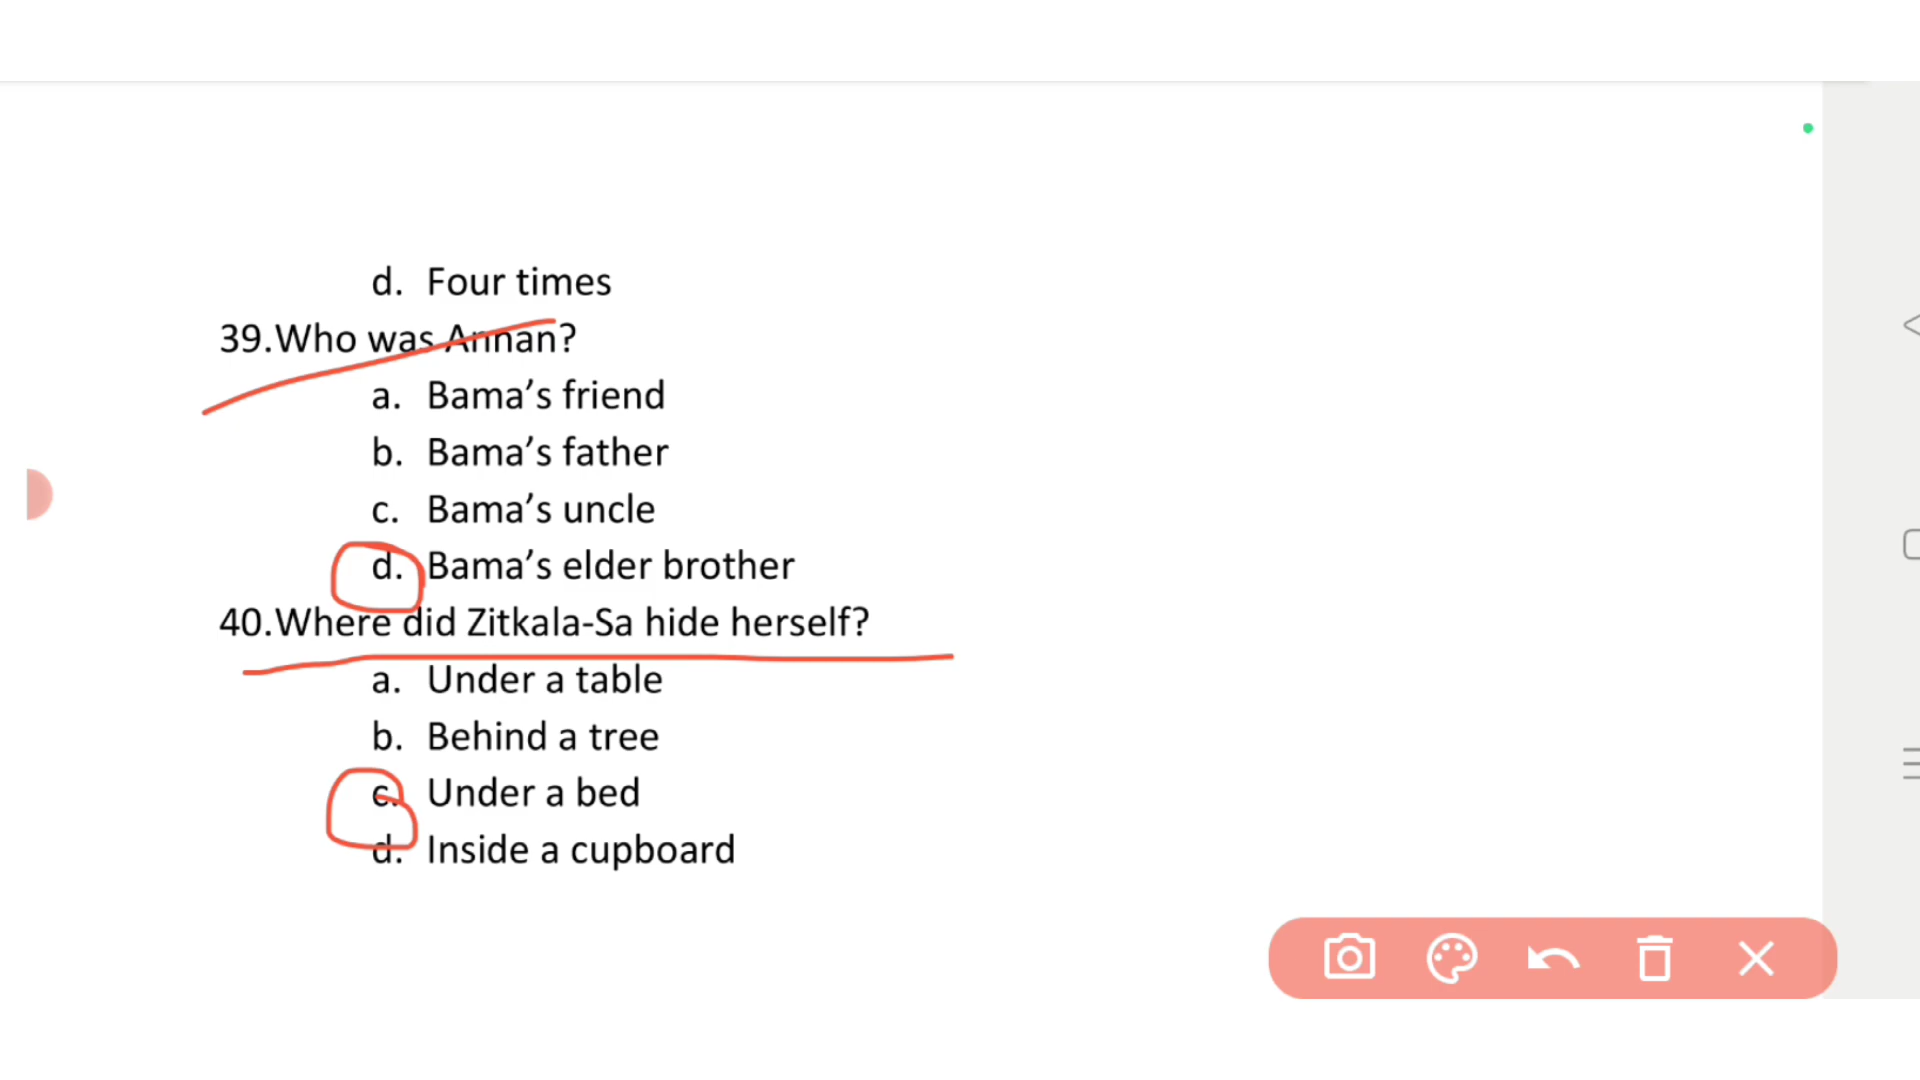 d. Four times
39.Who was Annan?
a. Bama’s friend
b. Bama’s father
c. Bama’s uncle
d. Bama’s elder brother
40.Where did Zitkala-Sa hide herself?
a. Under a table
b. Behind a tree
c. Under a bed
d. Inside a cupboard